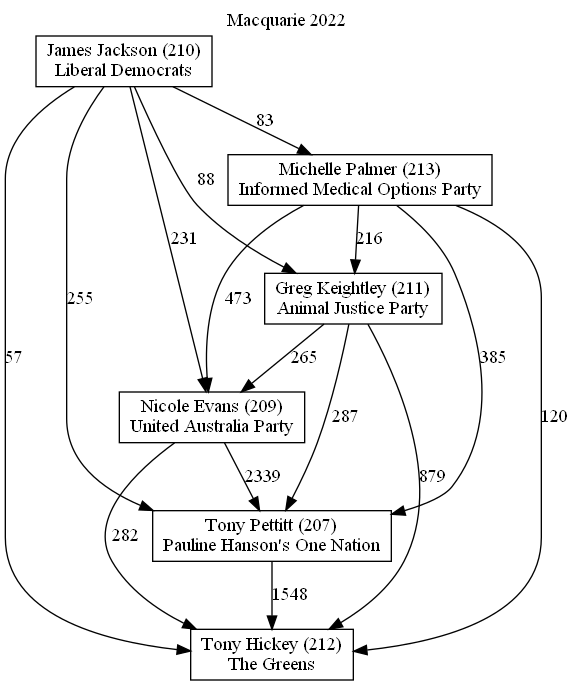 Macquarie 2022
James Jackson (210)
Liberal Democrats
83
Michelle Palmer (213)
Informed Medical Options Party
88
231
216
Greg Keightley (211)
Animal Justice Party
255
473
57
265
385
Nicole Evans (209)
United Australia Party
287
120
2339
879
Tony Pettitt (207)
Pauline Hanson's One Nation
282
1548
Tony Hickey (212)
The Greens